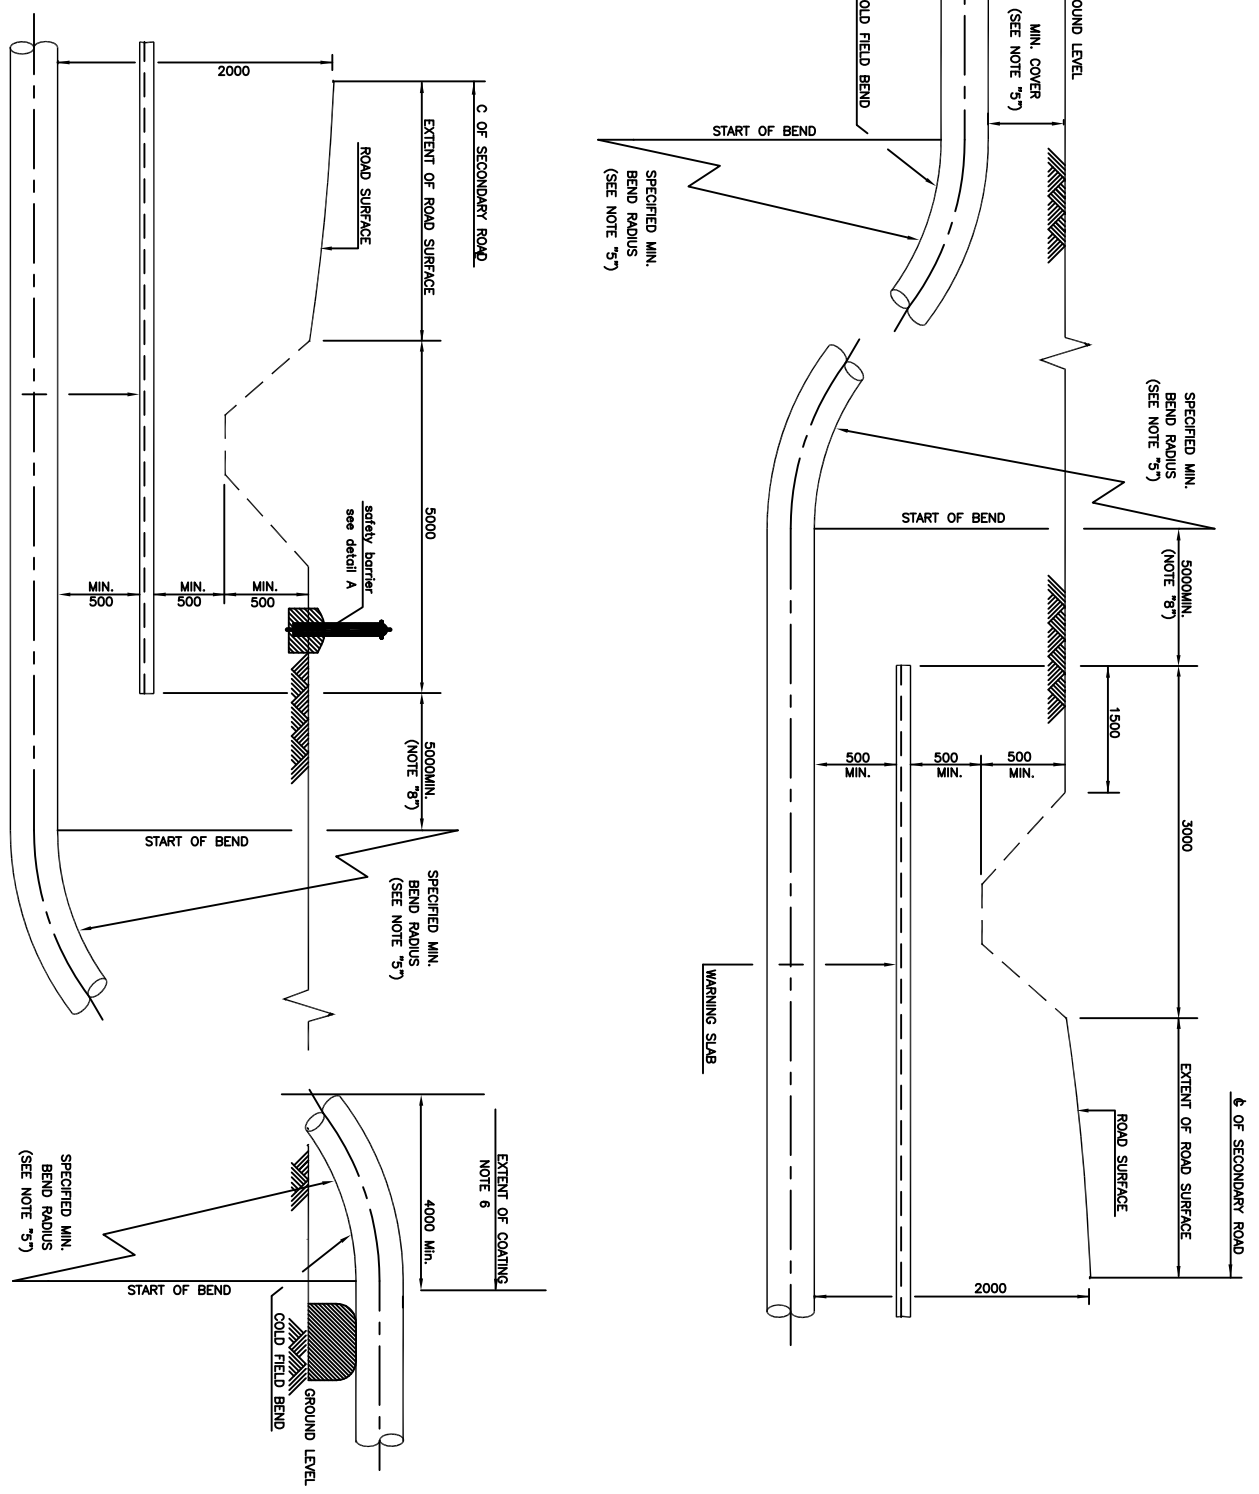 OUND LEVEL
MIN. COVER
(SEE NOTE "5")
OLD FIELD BEND
START OF BEND
SPECIFIED MIN.
BEND RADIUS
(SEE NOTE "5")
SPECIFIED MIN.
BEND RADIUS
(SEE NOTE "5")
START OF BEND
5000MIN.
(NOTE "8")
1500
3000
500
MIN.
500
MIN.
500
MIN.
WARNING SLAB
EXTENT OF ROAD SURFACE
ROAD SURFACE
₵ OF SECONDARY ROAD
2000
2000
C OF SECONDARY ROAD
EXTENT OF ROAD SURFACE
ROAD SURFACE
5000
safety barrier
see detail A
MIN.
500
MIN.
500
MIN.
500
5000MIN.
(NOTE "8")
START OF BEND
SPECIFIED MIN.
BEND RADIUS
(SEE NOTE "5")
EXTENT OF COATING
NOTE 6
4000 Min.
SPECIFIED MIN.
BEND RADIUS
(SEE NOTE "5")
START OF BEND
COLD FIELD BEND
GROUND LEVEL